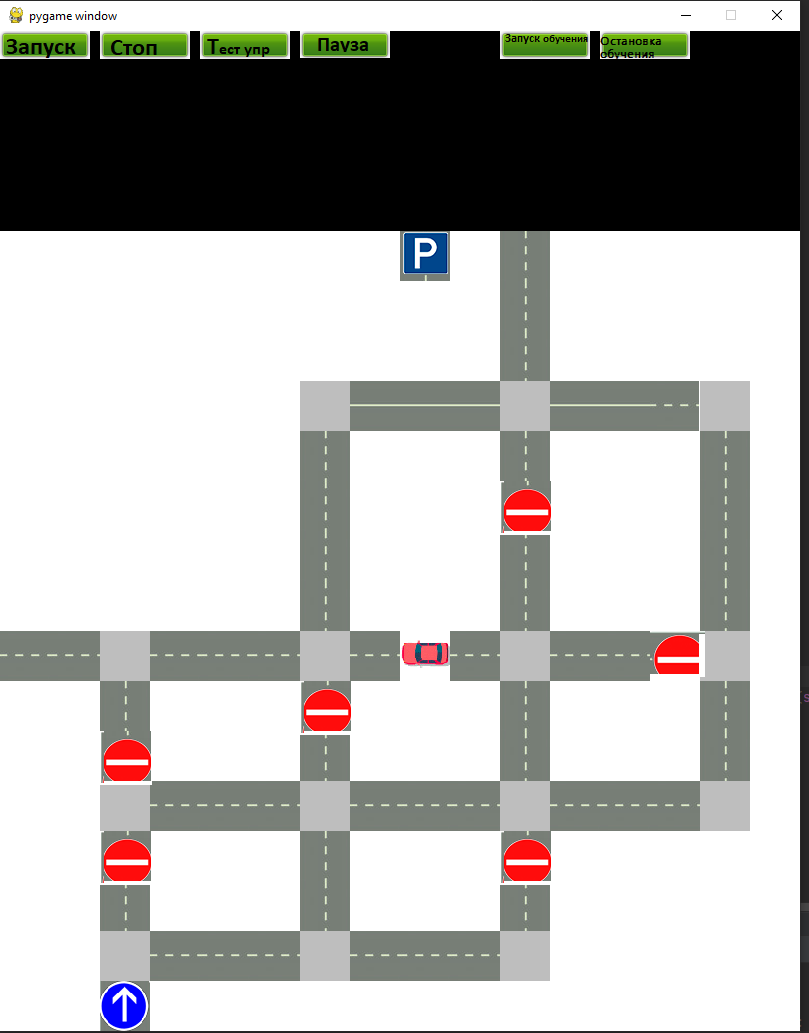 pygame window
Запуск
Стоп
Тест упр
Пауза
Запуск обучения
Остановка
обучения
P